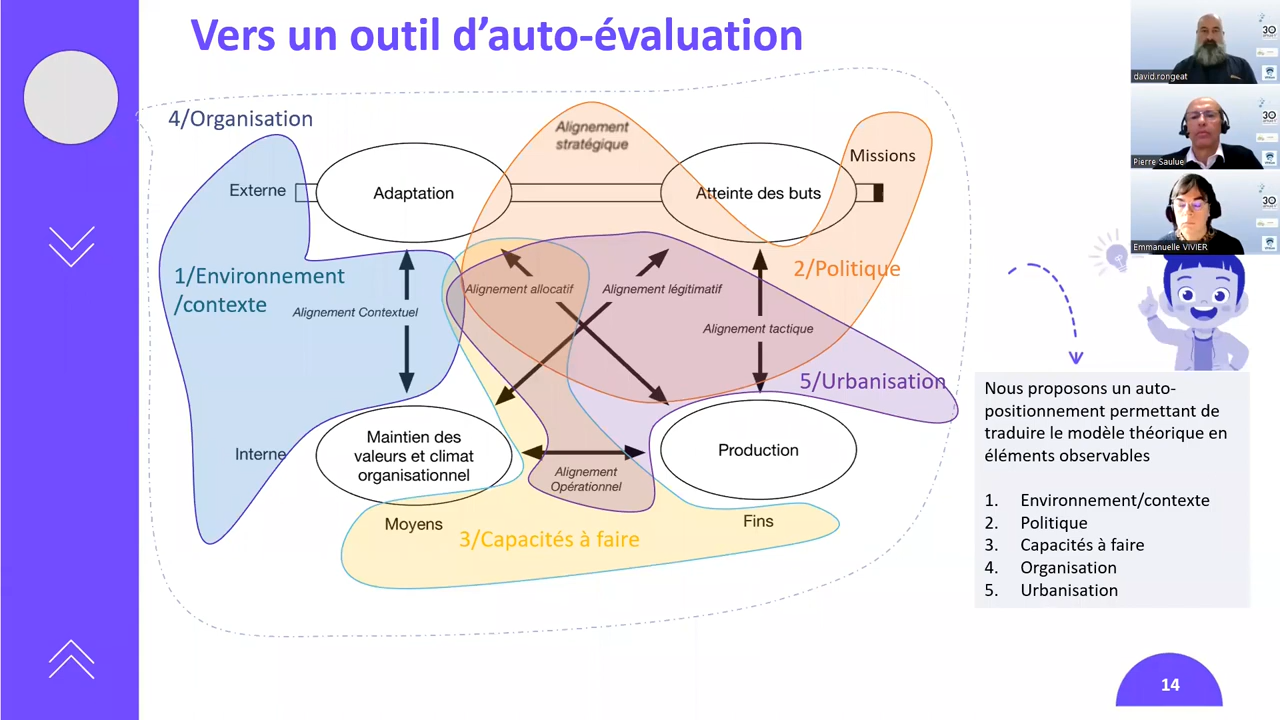 Vers un outil d’auto-évaluation
4/Organisation
Alignement
stratégique
Missions
Externe
Adaptation
Atteinte des buts
1/Environnement
/contexte
2/Politique
Alignement allocatif
Alignement légitimatif
Alignement Contextuel
Alignement tactique
5/Urbanisation
Interne
Maintien des
valeurs et climat
organisationnel
Production
Alignement
Opérationnel
Moyens
Fins
3/Capacités à faire
Nous proposons un auto-
positionnement permettant de
traduire le modèle théorique en
éléments observables
1. Environnement/contexte
2. Politique
3. Capacités à faire
4. Organisation
5. Urbanisation
14
david.rongeat
30
Pierre Saulue
30
Emmanuelle VIVIER
30